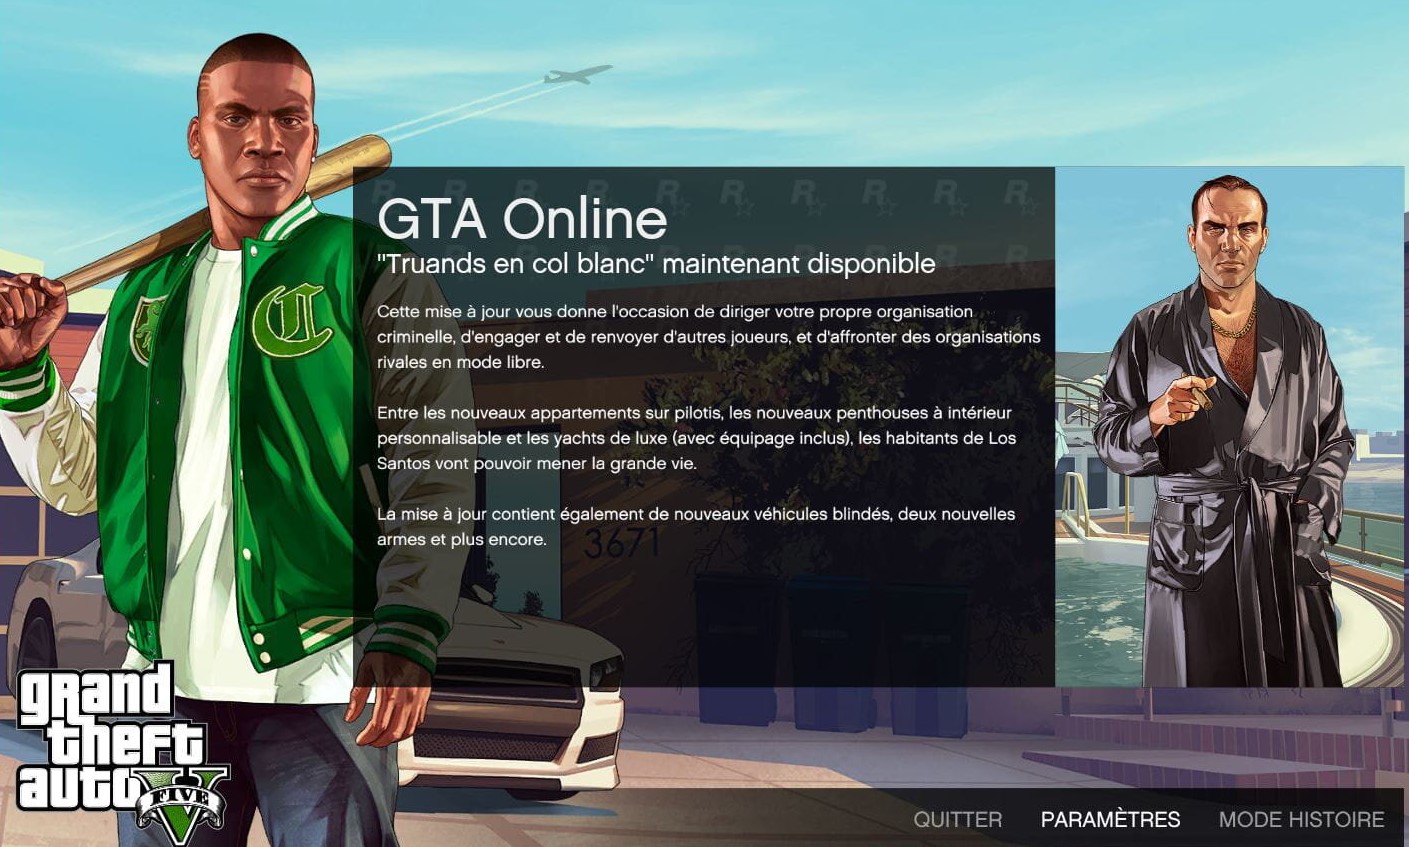 GTA Online
"Truands en col blanc" maintenant disponible
Cette mise à jour vous donne l'occasion de diriger votre propre organisation
criminelle, d'engager et de renvoyer d'autres joueurs, et d'affronter des organisations
rivales en mode libre.
Entre les nouveaux appartements sur pilotis, les nouveaux penthouses à intérieur
personnalisable et les yachts de luxe (avec équipage inclus), les habitants de Los
Santos vont pouvoir mener la grande vie.
La mise à jour contient également de nouveaux véhicules blindés, deux nouvelles
armes et plus encore.
3671
grand
theft
auto V
FIVE
QUITTER PARAMÈTRES MODE HISTOIRE